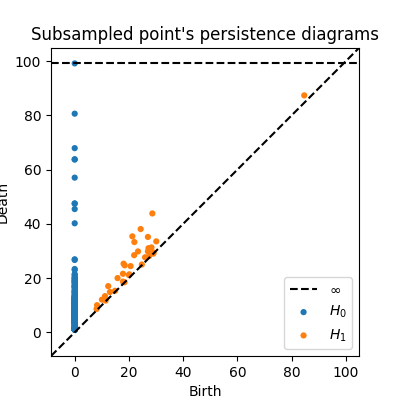 Subsampled point's persistence diagrams
100
80
60
40
20
0
Death
0 20 40 60 80 100
Birth
∞
H₀
H₁